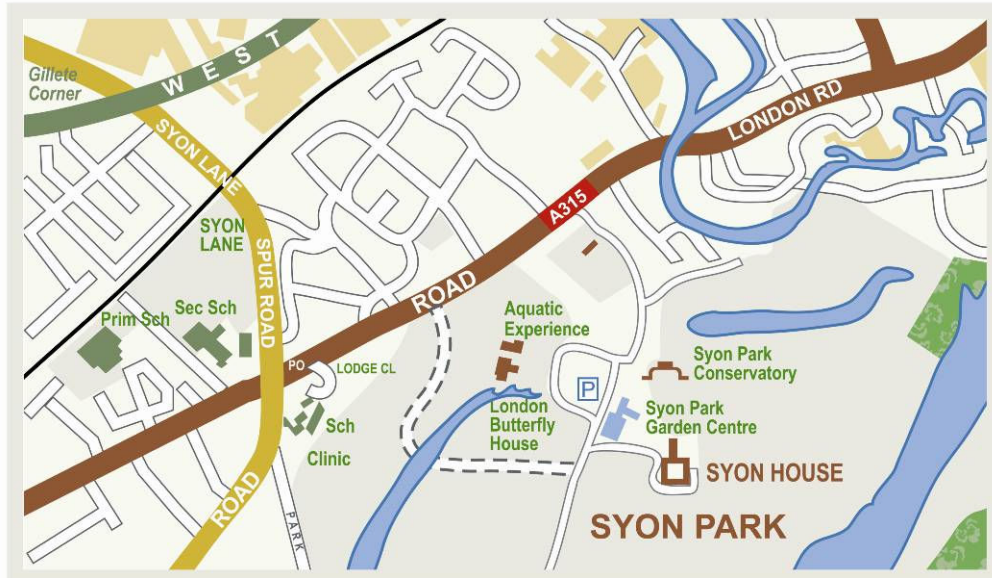 Gillete
Corner
WEST
SYON LANE
LONDON RD
A315
SYON
LANE
SPUR ROAD
ROAD
Prim Sch
Sec Sch
Aquatic
Experience
PO
LODGE CL
P
Syon Park
Conservatory
London
Butterfly
House
Syon Park
Garden Centre
Sch
Clinic
SYON HOUSE
ROAD
PARK
SYON PARK